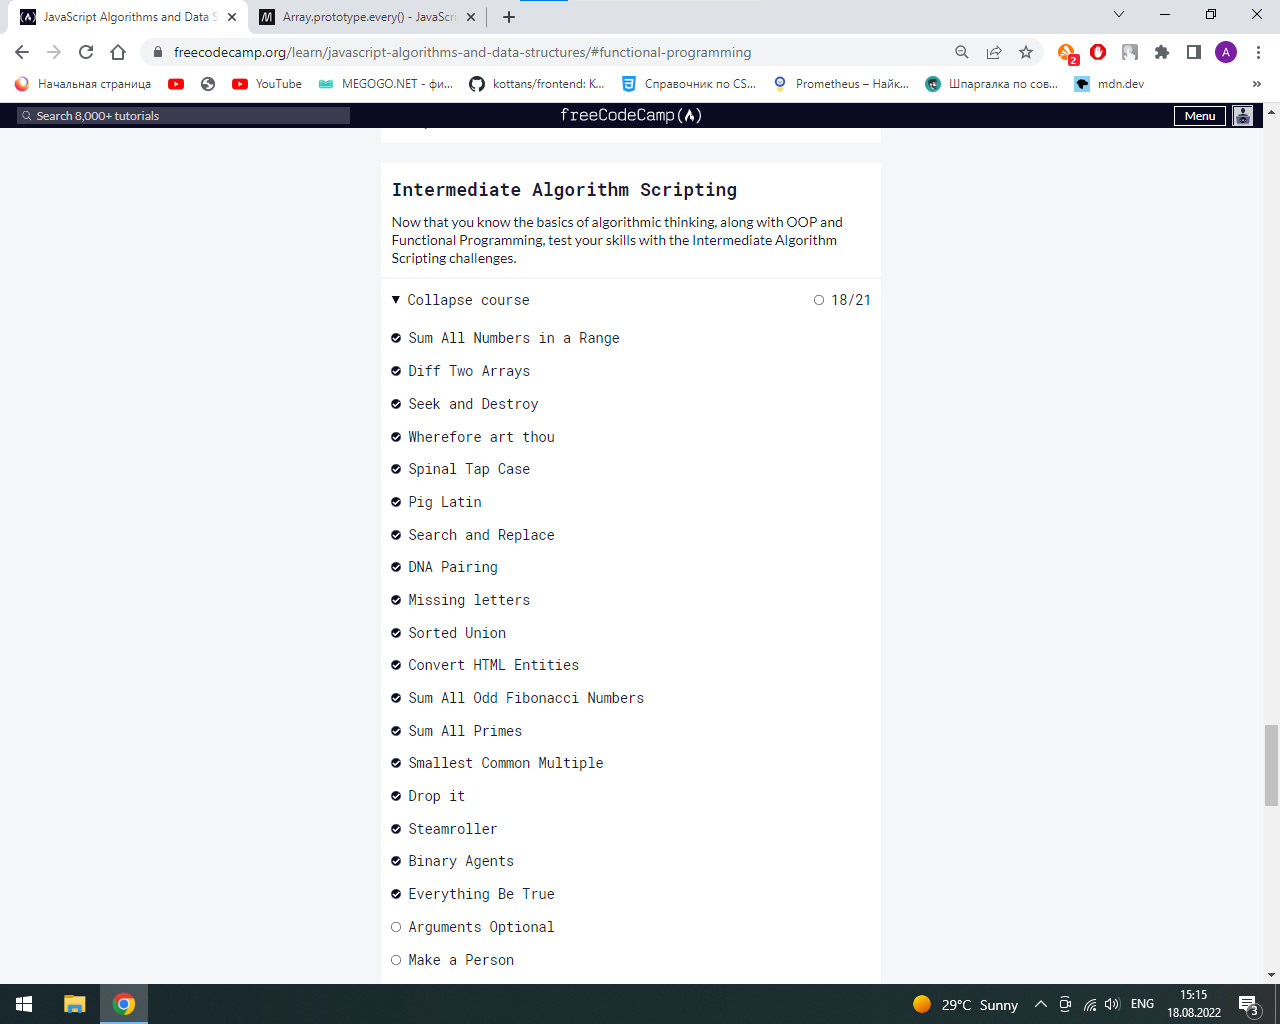 JavaScript Algorithms and Data S
Array.prototype.every() - JavaScri
freecodecamp.org/learn/javascript-algorithms-and-data-structures/#functional-programming
2
A
Начальная страница
YouTube
MEGOGO.NET - фи...
kottans/frontend: K...
Справочник по CS...
Prometheus – Найк...
Шпаргалка по сов...
mdn.dev
»
Search 8,000+ tutorials
freeCodeCamp
Menu
Intermediate Algorithm Scripting
Now that you know the basics of algorithmic thinking, along with OOP and
Functional Programming, test your skills with the Intermediate Algorithm
Scripting challenges.
Collapse course
18/21
Sum All Numbers in a Range
Diff Two Arrays
Seek and Destroy
Wherefore art thou
Spinal Tap Case
Pig Latin
Search and Replace
DNA Pairing
Missing letters
Sorted Union
Convert HTML Entities
Sum All Odd Fibonacci Numbers
Sum All Primes
Smallest Common Multiple
Drop it
Steamroller
Binary Agents
Everything Be True
Arguments Optional
Make a Person
29°C Sunny
ENG
15:15
18.08.2022
3